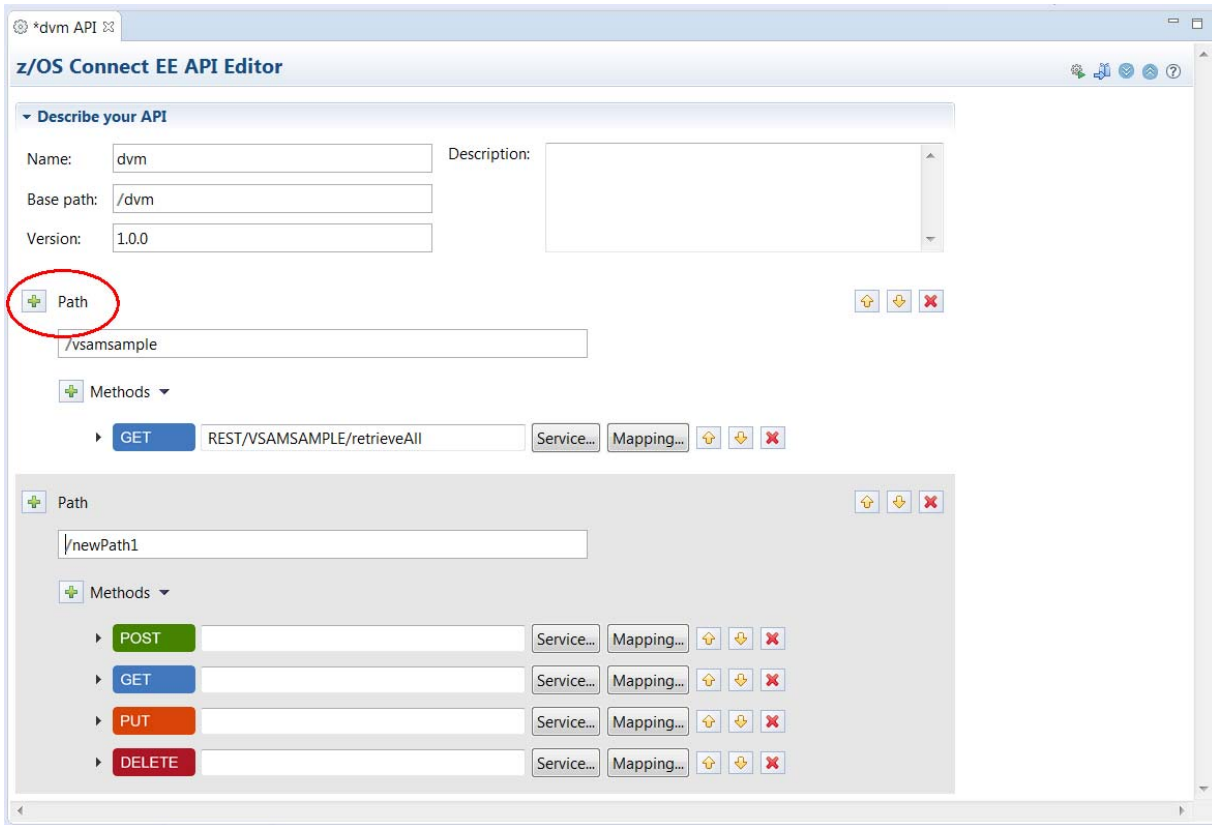 *dvm API
z/OS Connect EE API Editor
Describe your API
Name: dvm Description:
Base path: /dvm
Version: 1.0.0
Path
/vsamsample
Methods
GET REST/VSAMSAMPLE/retrieveAll Service... Mapping...
Path
/newPath1
Methods
POST Service... Mapping...
GET Service... Mapping...
PUT Service... Mapping...
DELETE Service... Mapping...